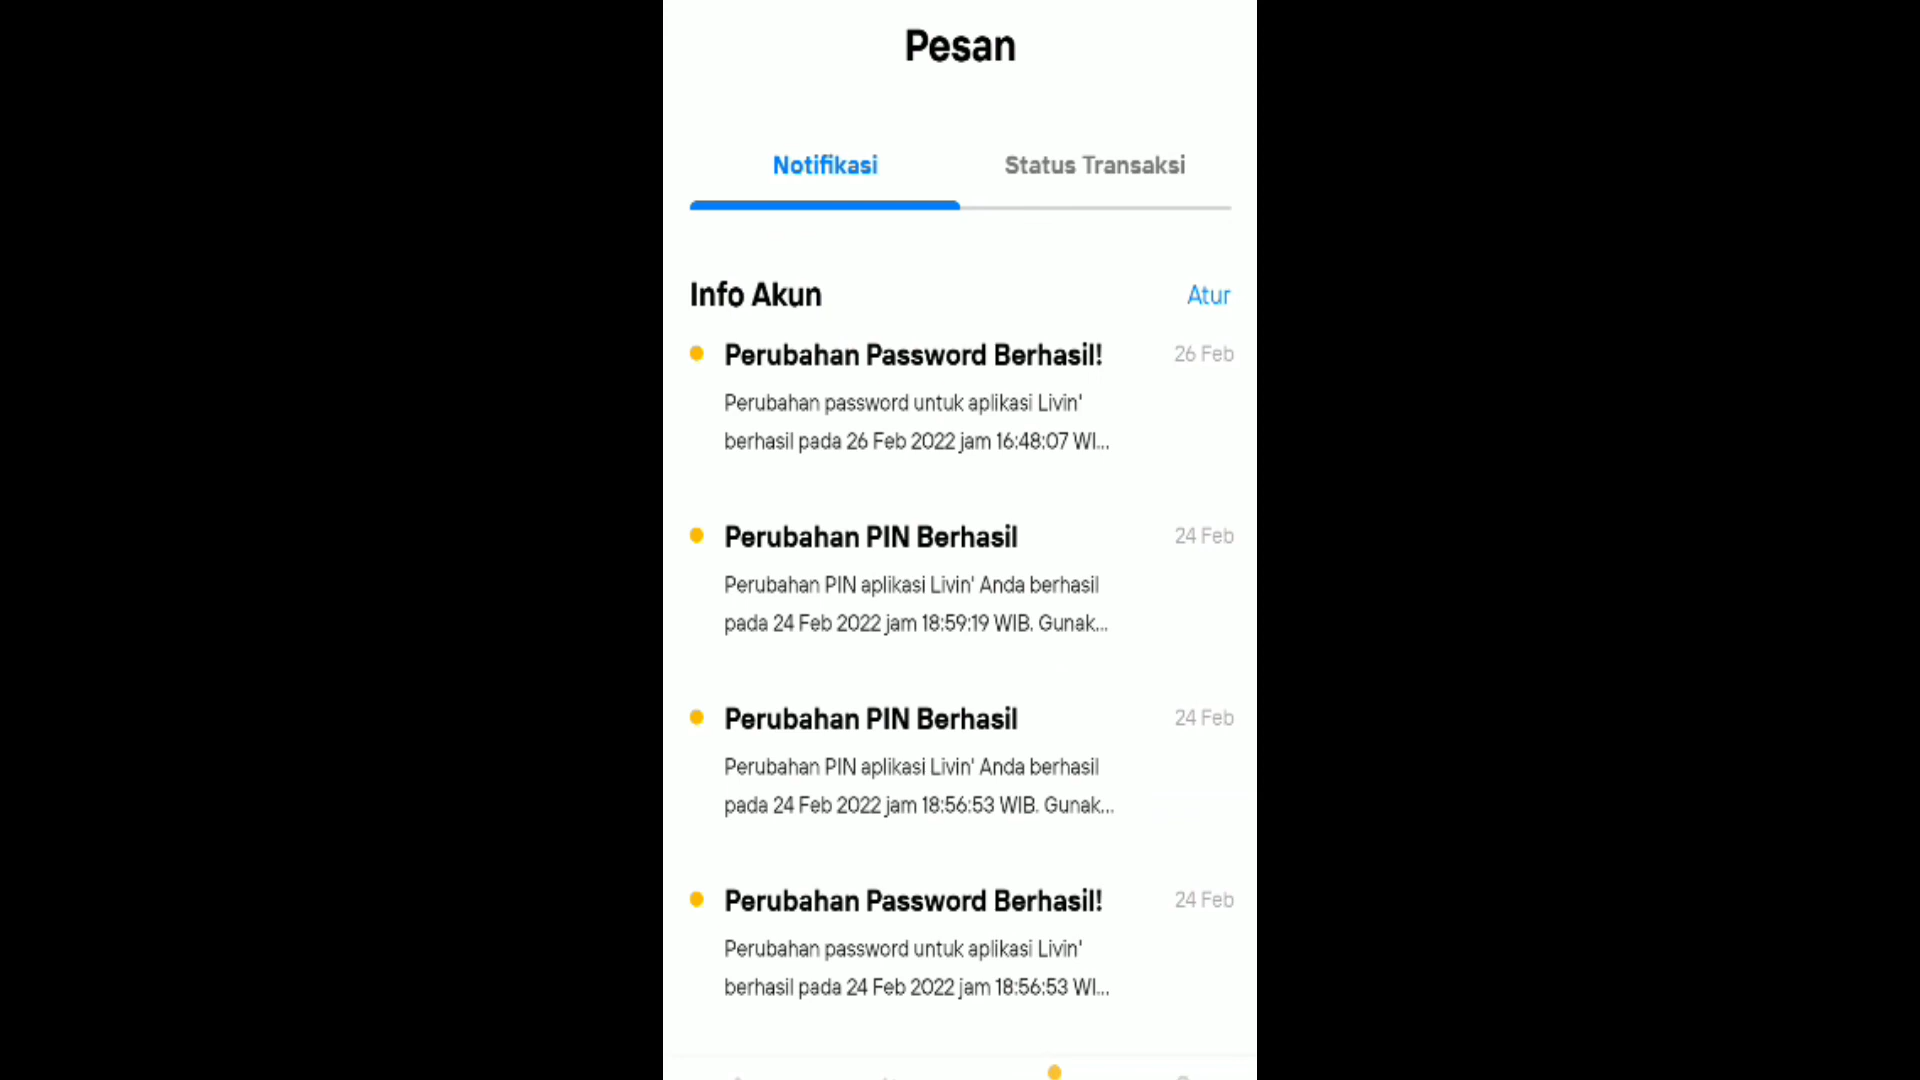 Pesan
Notifikasi
Status Transaksi
Info Akun
Atur
Perubahan Password Berhasil!
26 Feb
Perubahan password untuk aplikasi Livin'
berhasil pada 26 Feb 2022 jam 16:48:07 WI...
Perubahan PIN Berhasil
24 Feb
Perubahan PIN aplikasi Livin' Anda berhasil
pada 24 Feb 2022 jam 18:59:19 WIB. Gunak...
Perubahan PIN Berhasil
24 Feb
Perubahan PIN aplikasi Livin' Anda berhasil
pada 24 Feb 2022 jam 18:56:53 WIB. Gunak...
Perubahan Password Berhasil!
24 Feb
Perubahan password untuk aplikasi Livin'
berhasil pada 24 Feb 2022 jam 18:56:53 WI...